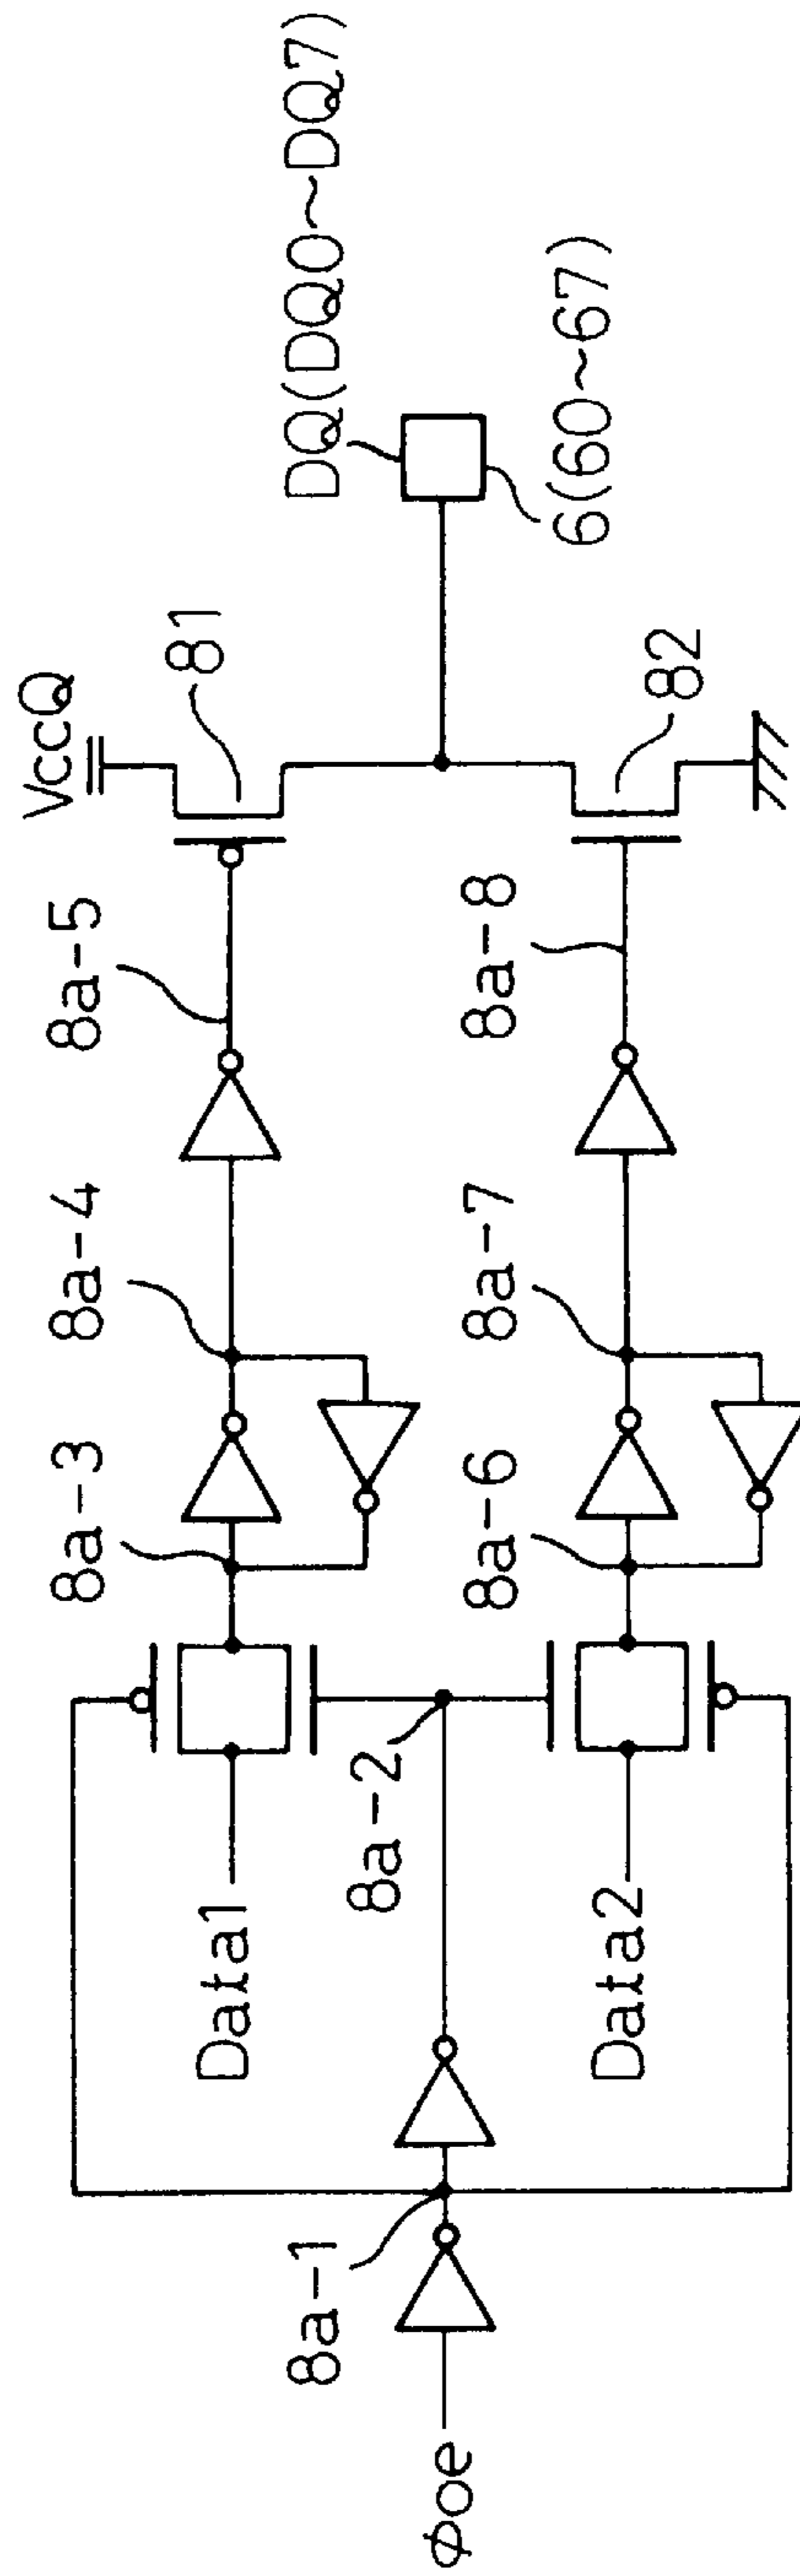 VccQ
8a-3
8a-4
8a-5
81
DQ(DQ0~DQ7)
Data1
8a-1
8a-2
Φoe
6(60~67)
8a-6
8a-7
8a-8
82
Data2